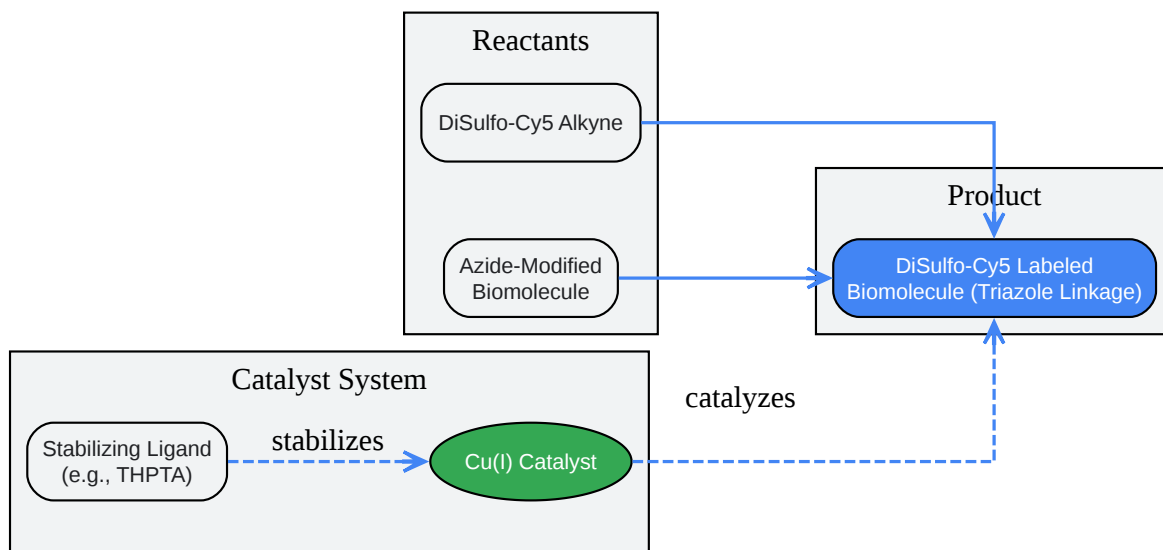 Reactants
DiSulfo-Cy5 Alkyne
Product
Azide-Modified
Biomolecule
DiSulfo-Cy5 Labeled
Biomolecule (Triazole Linkage)
Catalyst System
catalyzes
Stabilizing Ligand
(e.g., THPTA)
stabilizes
Cu(I) Catalyst